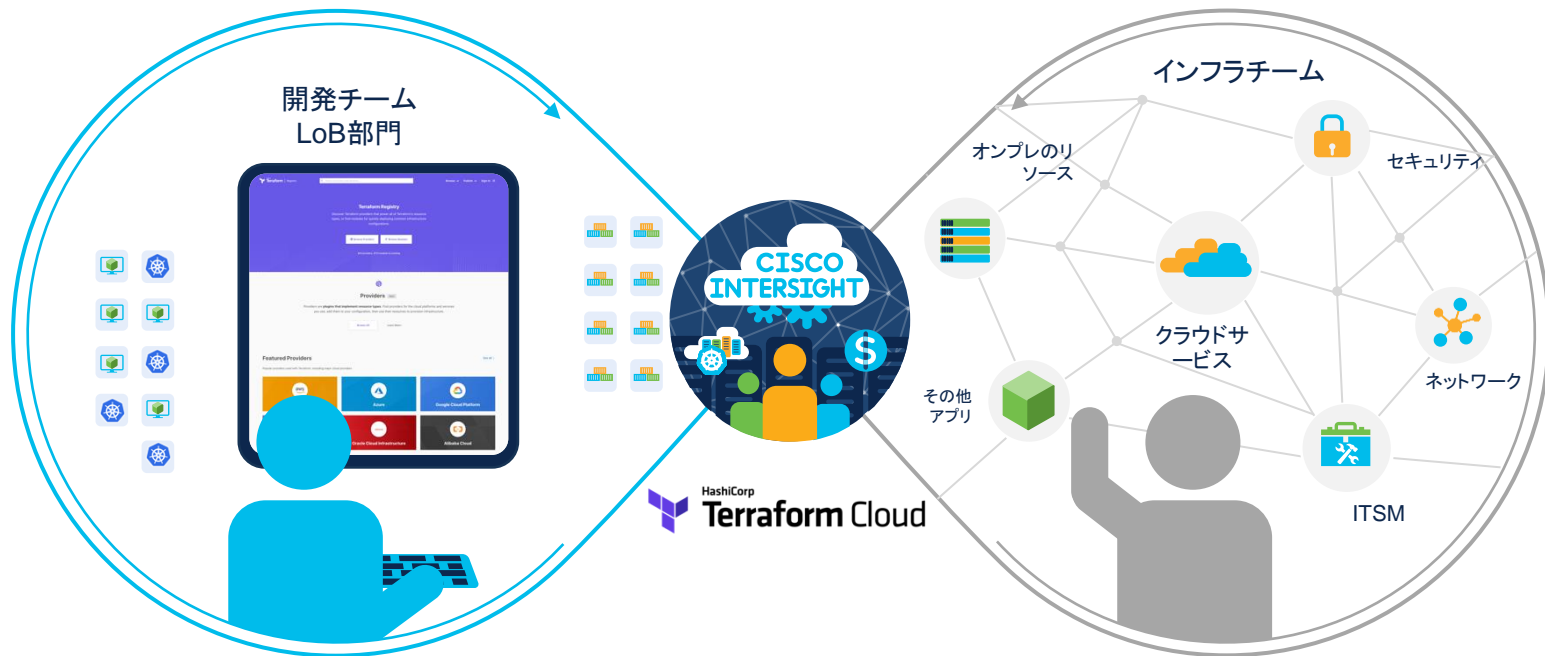 開発チーム
LoB部門
Terraform Registry
Providers
Featured Providers
Azure
Google Cloud Platform
Oracle Cloud Infrastructure
Alibaba Cloud
CISCO
INTERSIGHT
$
HashiCorp
Terraform Cloud
インフラチーム
オンプレのリ
ソース
セキュリティ
クラウドサ
ービス
ネットワーク
その他
アプリ
ITSM